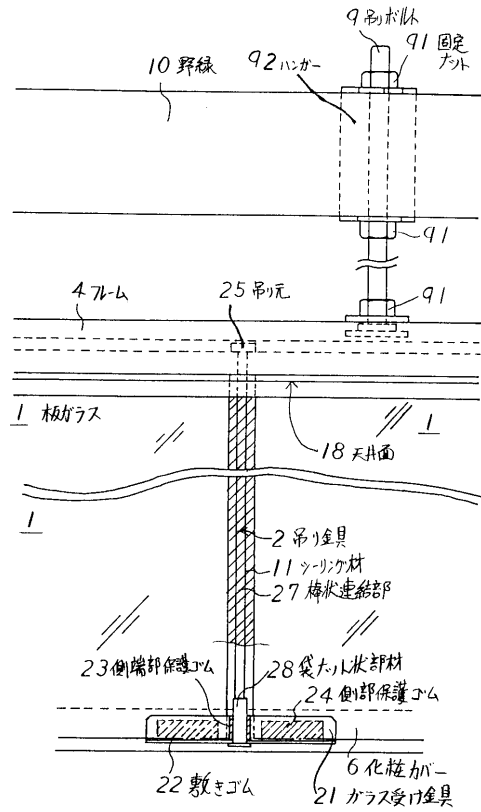 9 吊りボルト
91 固定
ナット
92 ハンガー
10 野縁
91
91
4 フレーム
25 吊り元
1 板ガラス
1
18 天井面
1
2 吊り金具
11 シーリング材
27 棒状連結部
23 側端部保護ゴム
28 袋ナット状部材
24 側部保護ゴム
6 化粧カバー
22 敷きゴム
21 ガラス受け金具